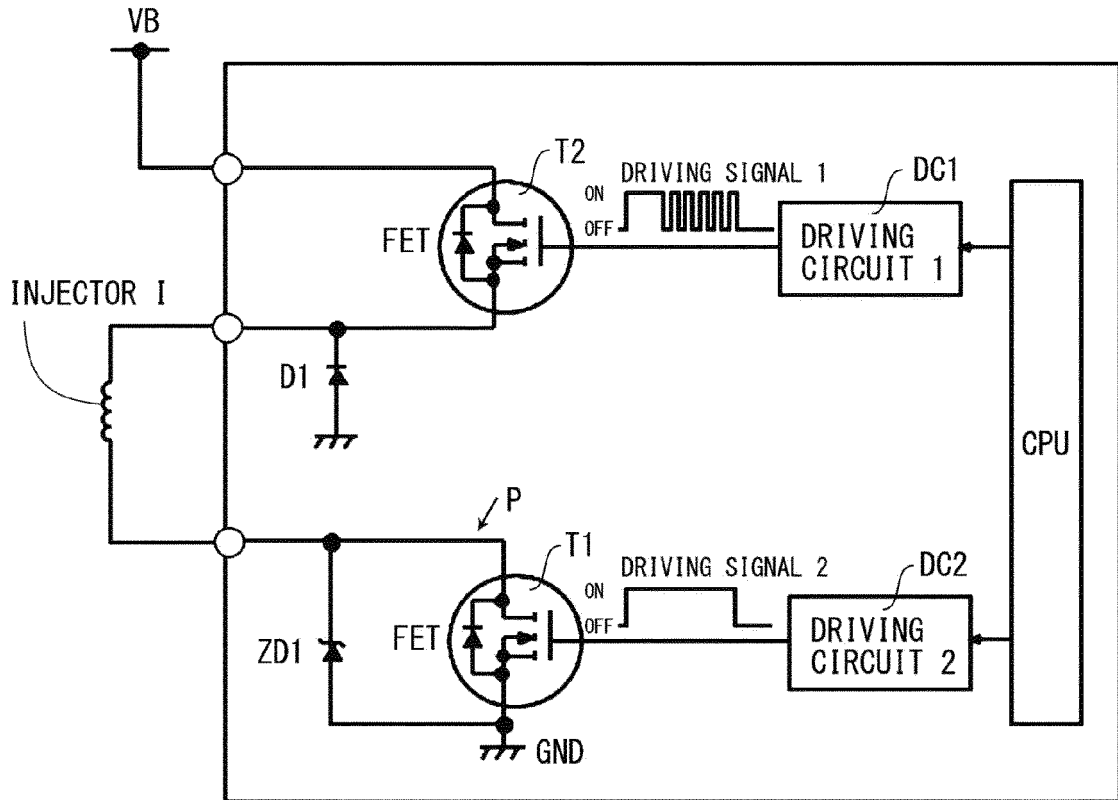 VB
T2
DRIVING SIGNAL 1
DC1
ON
OFF
FET
DRIVING
CIRCUIT 1
INJECTOR I
D1
CPU
P
T1
DRIVING SIGNAL 2
DC2
ON
OFF
FET
DRIVING
CIRCUIT 2
ZD1
GND